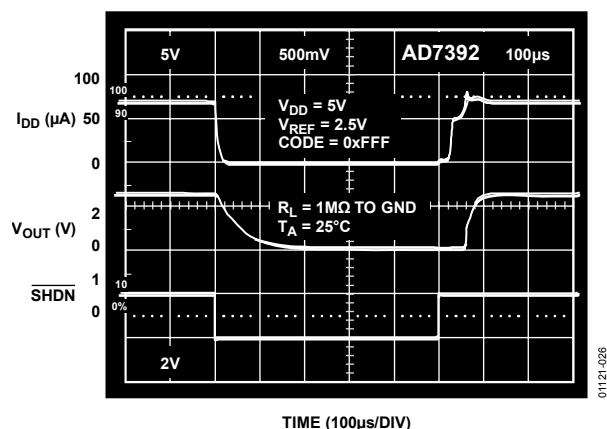 5V 500mV AD7392 100µs
100
100
90
I_DD (µA) 50
0
V_DD = 5V
V_REF = 2.5V
CODE = 0xFFF
V_OUT (V) 2
0
R_L = 1MΩ TO GND
T_A = 25°C
SHDN 1
0
10
0%
2V
TIME (100µs/DIV)
01121-026